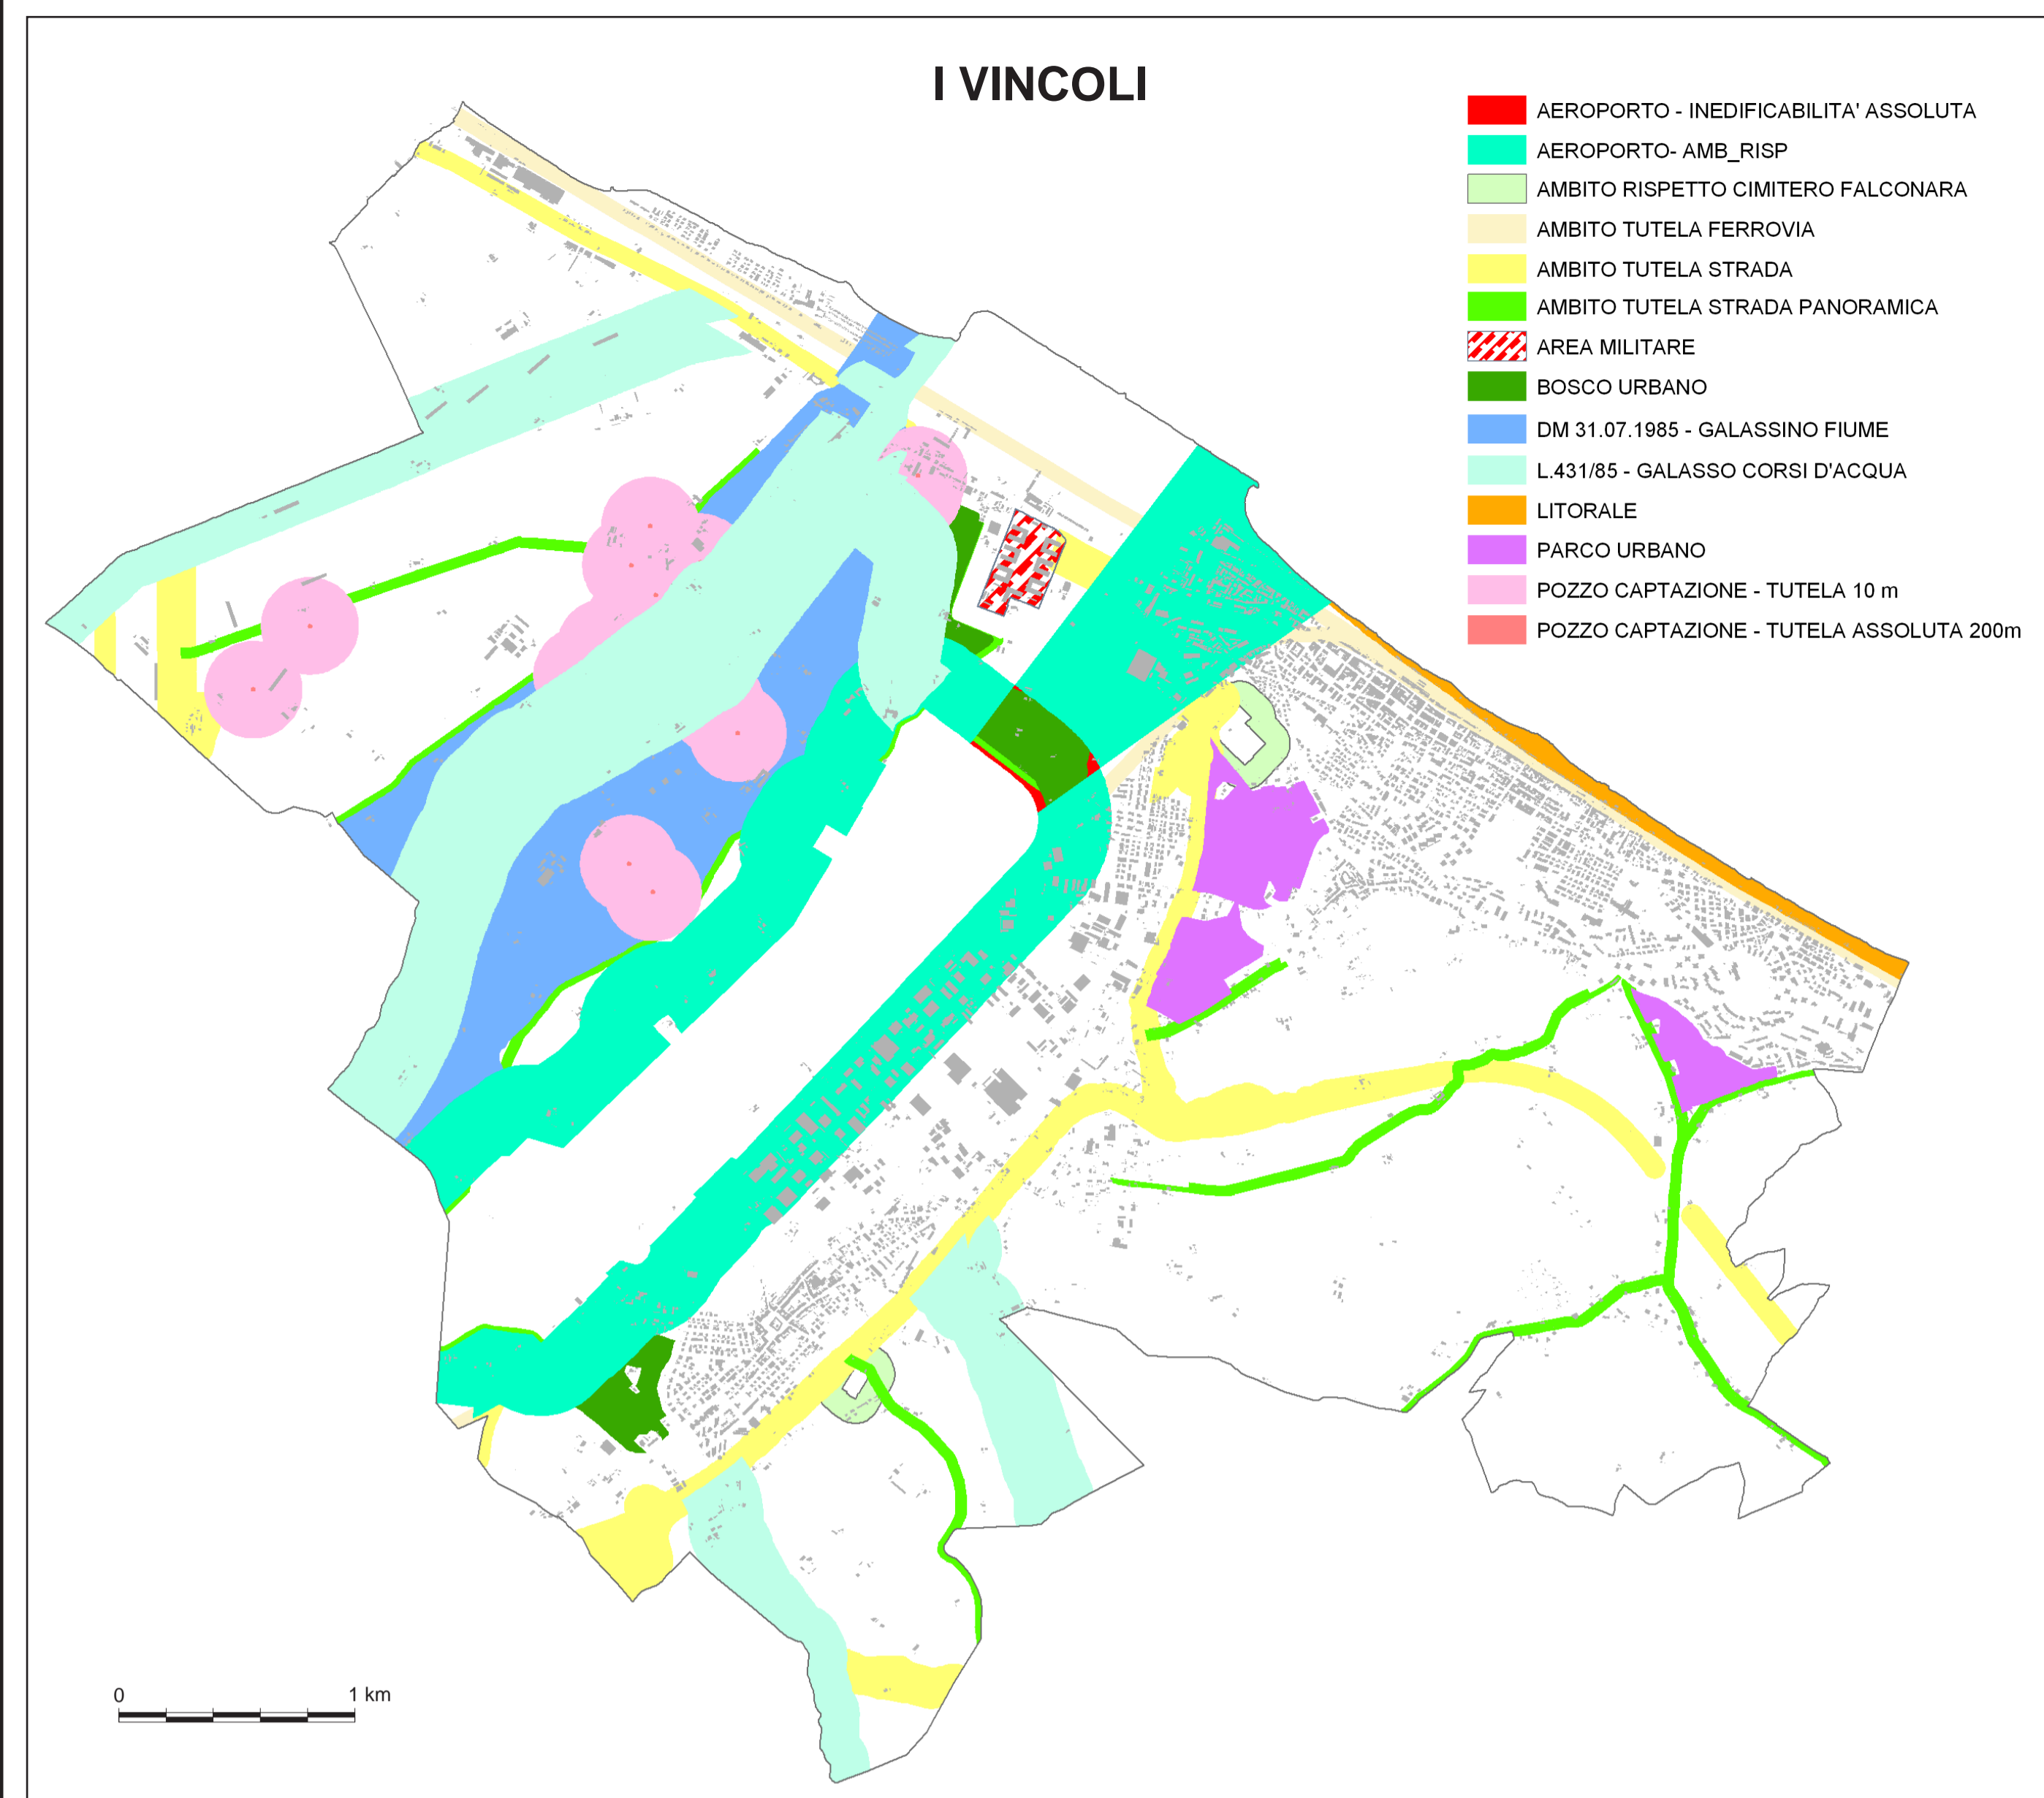 I VINCOLI
AEROPORTO - INEDIFICABILITA' ASSOLUTA
AEROPORTO- AMB_RISP
AMBITO RISPETTO CIMITERO FALCONARA
AMBITO TUTELA FERROVIA
AMBITO TUTELA STRADA
AMBITO TUTELA STRADA PANORAMICA
AREA MILITARE
BOSCO URBANO
DM 31.07.1985 - GALASSINO FIUME
L.431/85 - GALASSO CORSI D'ACQUA
LITORALE
PARCO URBANO
POZZO CAPTAZIONE - TUTELA 10 m
POZZO CAPTAZIONE - TUTELA ASSOLUTA 200m
0 1 km